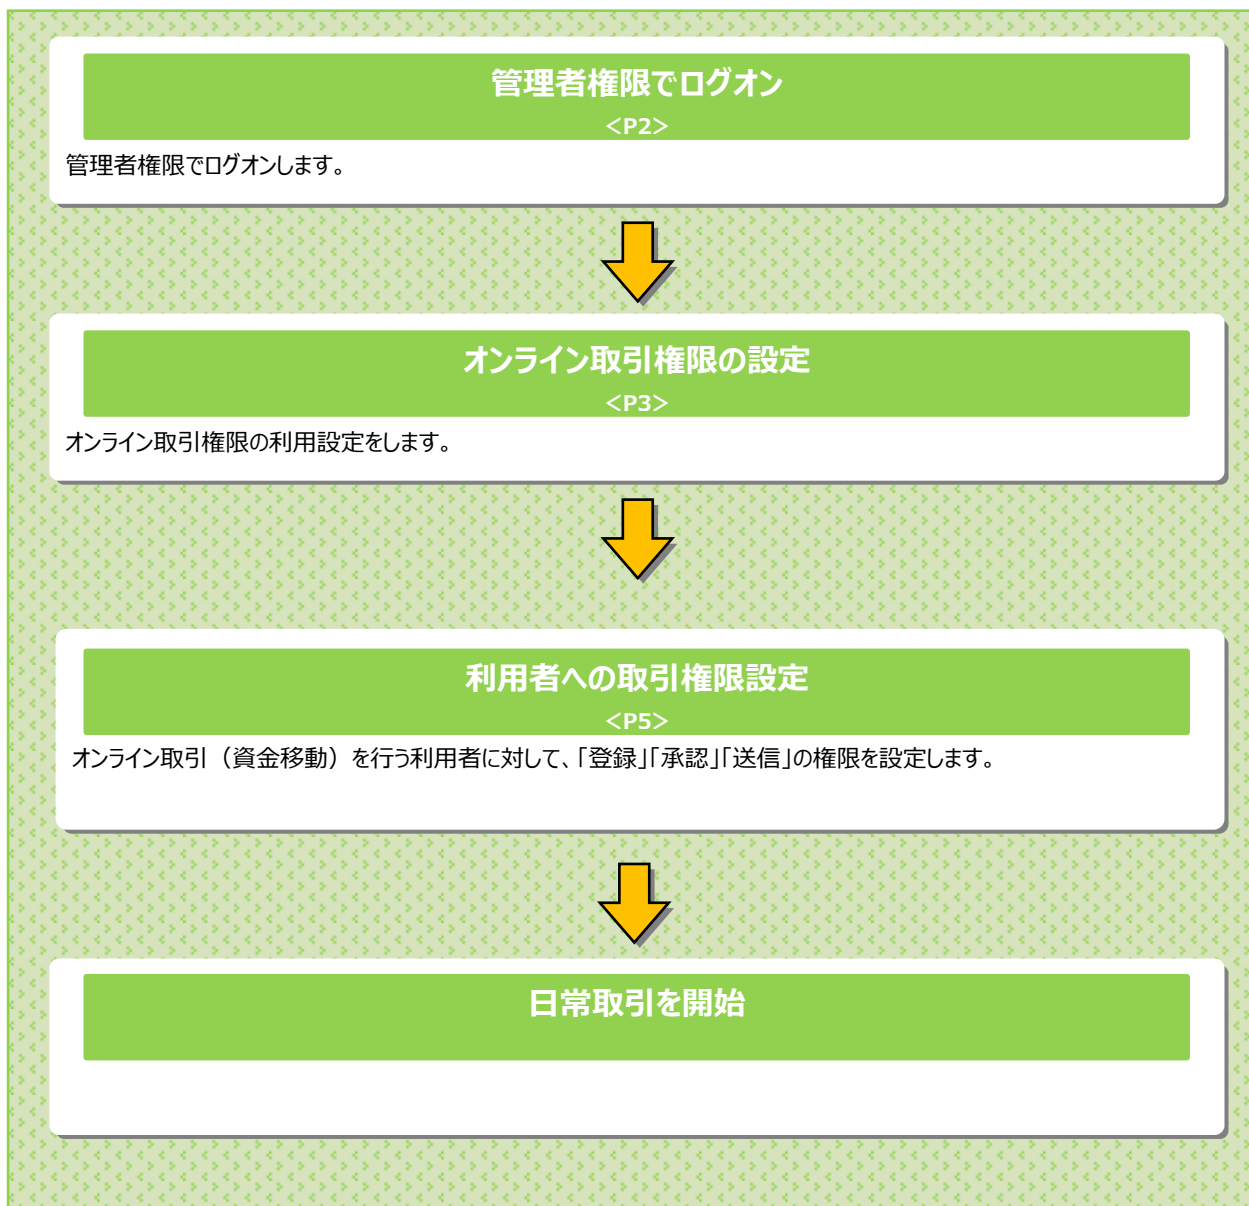 管理者権限でログオン
<P2>
管理者権限でログオンします。
オンライン取引権限の設定
<P3>
オンライン取引権限の利用設定をします。
利用者への取引権限設定
<P5>
オンライン取引（資金移動）を行う利用者に対して、「登録」「承認」「送信」の権限を設定します。
日常取引を開始